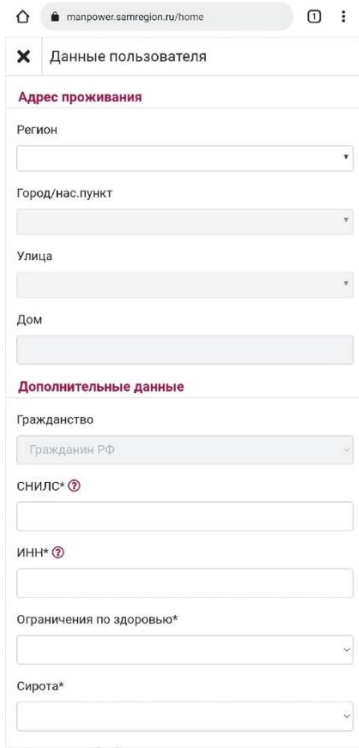 manpower.samregion.ru/home
1
Данные пользователя
Адрес проживания
Регион
Город/нас.пункт
Улица
Дом
Дополнительные данные
Гражданство
Гражданин РФ
СНИЛС* ?
ИНН* ?
Ограничения по здоровью*
Сирота*